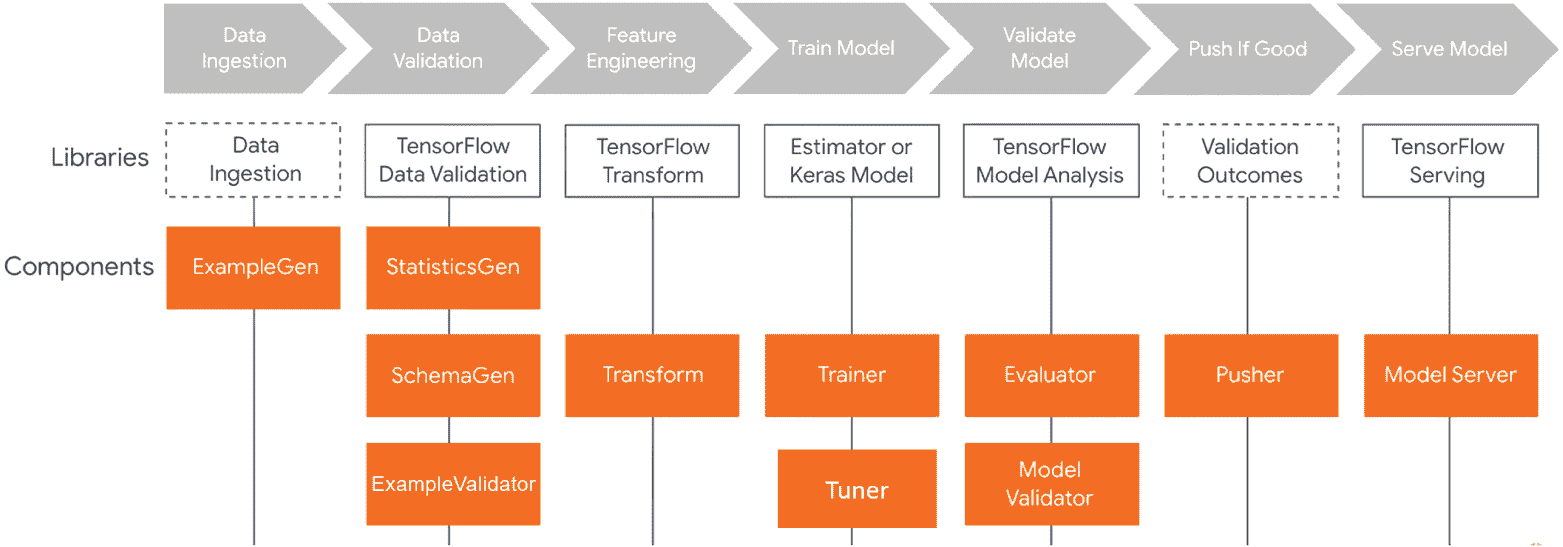 Data
Ingestion
Data
Validation
Feature
Engineering
Train Model
Validate
Model
Push If Good
Serve Model
Libraries
Data
Ingestion
TensorFlow
Data Validation
TensorFlow
Transform
Estimator or
Keras Model
TensorFlow
Model Analysis
Validation
Outcomes
TensorFlow
Serving
Components
ExampleGen
StatisticsGen
SchemaGen
Transform
Trainer
Evaluator
Pusher
Model Server
ExampleValidator
Tuner
Model
Validator